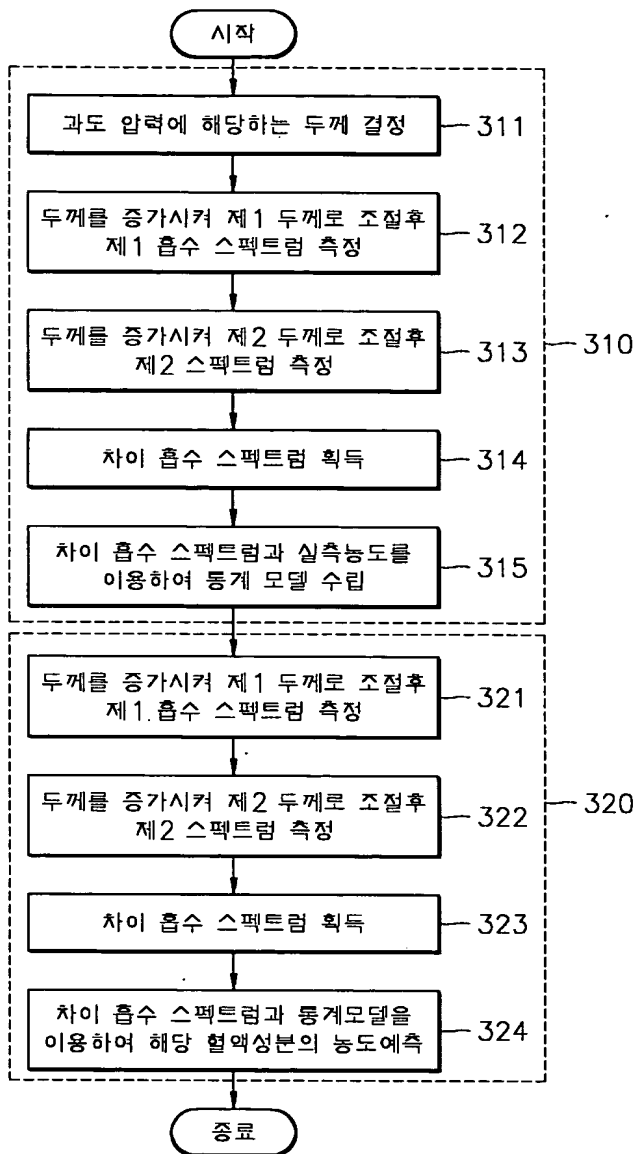 시작
과도 압력에 해당하는 두께 결정
311
두께를 증가시켜 제1 두께로 조절후
제1 흡수 스펙트럼 측정
312
두께를 증가시켜 제2 두께로 조절후
제2 스펙트럼 측정
313
310
차이 흡수 스펙트럼 획득
314
차이 흡수 스펙트럼과 실측농도를
이용하여 통계 모델 수립
315
두께를 증가시켜 제1 두께로 조절후
제1 흡수 스펙트럼 측정
321
두께를 증가시켜 제2 두께로 조절후
제2 스펙트럼 측정
322
320
차이 흡수 스펙트럼 획득
323
차이 흡수 스펙트럼과 통계모델을
이용하여 해당 혈액성분의 농도예측
324
종료